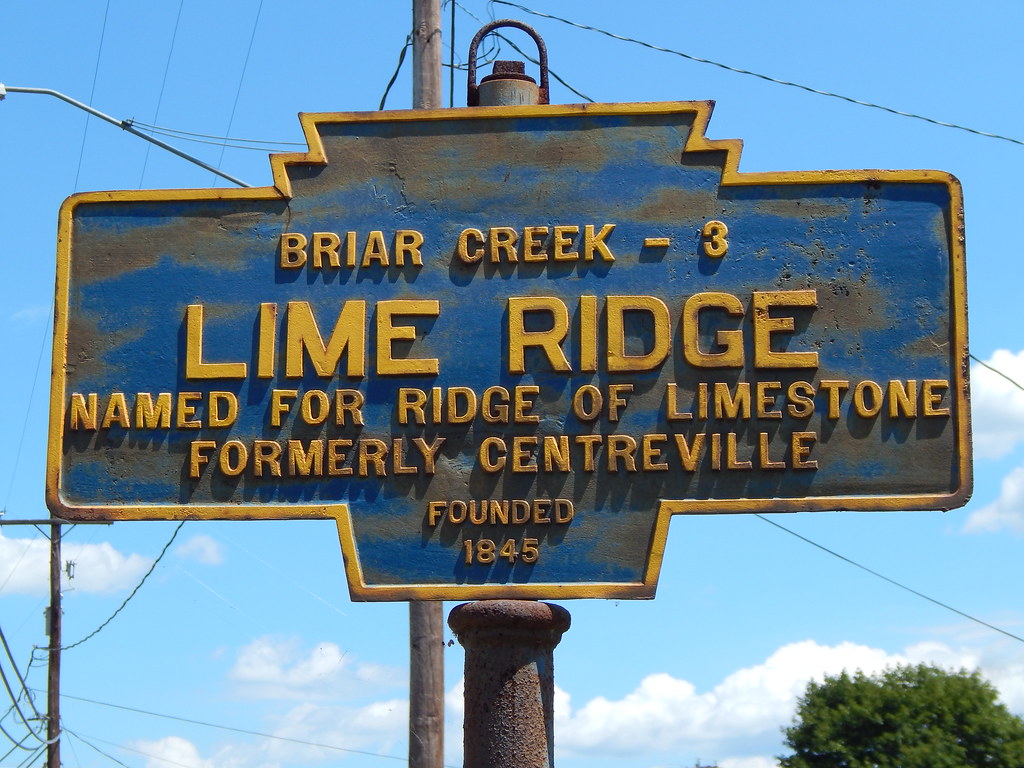 BRIAR CREEK - 3
LIME RIDGE
NAMED FOR RIDGE OF LIMESTONE
FORMERLY CENTREVILLE
FOUNDED
1845